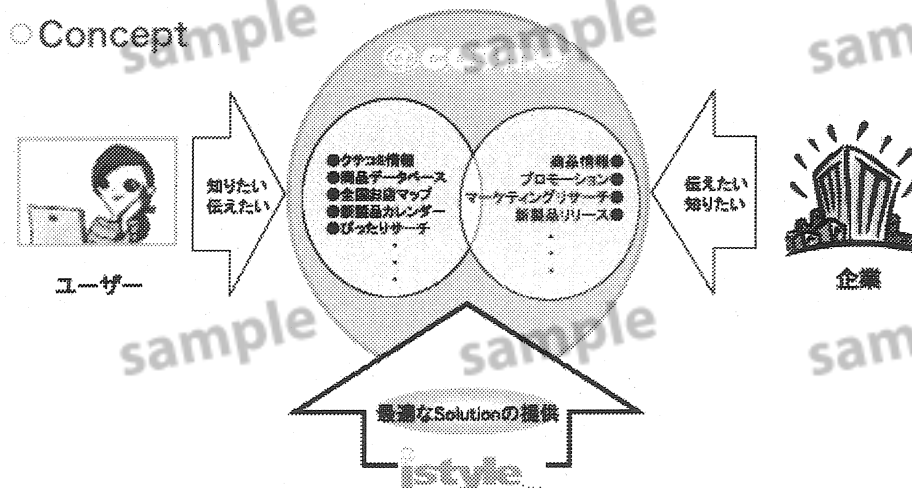 Concept
知りたい
伝えたい
●クチコミ情報
●商品データベース
●全国お店マップ
●新製品カレンダー
●ぴったりサーチ
商品情報●
プロモーション●
マーケティングリサーチ●
新製品リリース●
伝えたい
知りたい
ユーザー
企業
最適なSolutionの提供
istyle
sample
sample
sam
sample
sample
sam